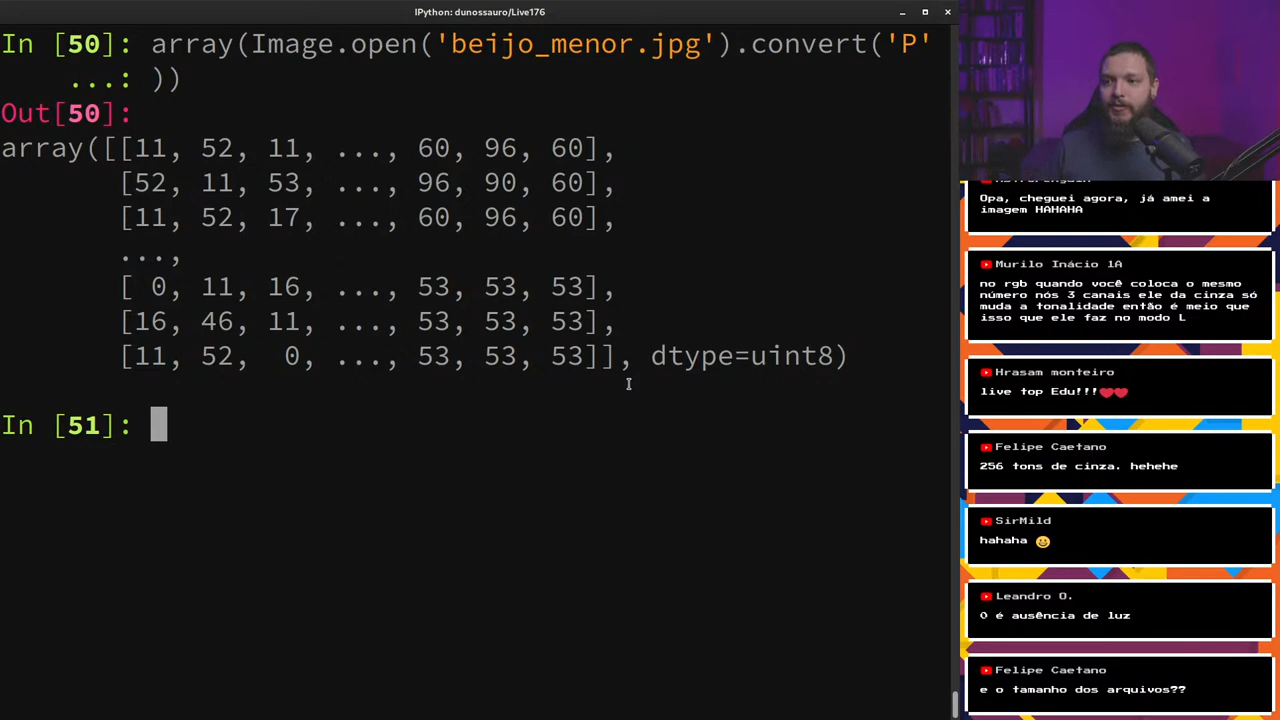 IPython: dunossauro/Live176
In [50]: array(Image.open('beijo_menor.jpg').convert('P'
...: ))
Out[50]:
array([[11, 52, 11, ..., 60, 96, 60],
[52, 11, 53, ..., 96, 90, 60],
[11, 52, 17, ..., 60, 96, 60],
...,
[ 0, 11, 16, ..., 53, 53, 53],
[16, 46, 11, ..., 53, 53, 53],
[11, 52, 0, ..., 53, 53, 53]], dtype=uint8)
In [51]:
Opa, cheguei agora, já amei a
imagem HAHAHA
Murilo Inácio 1A
no rgb quando você coloca o mesmo
número nós 3 canais ele da cinza só
muda a tonalidade então é meio que
isso que ele faz no modo L
Hrasam monteiro
live top Edu!!!❤❤
Felipe Caetano
256 tons de cinza. hehehe
SirMild
hahaha 😀
Leandro O.
0 é ausência de luz
Felipe Caetano
e o tamanho dos arquivos??